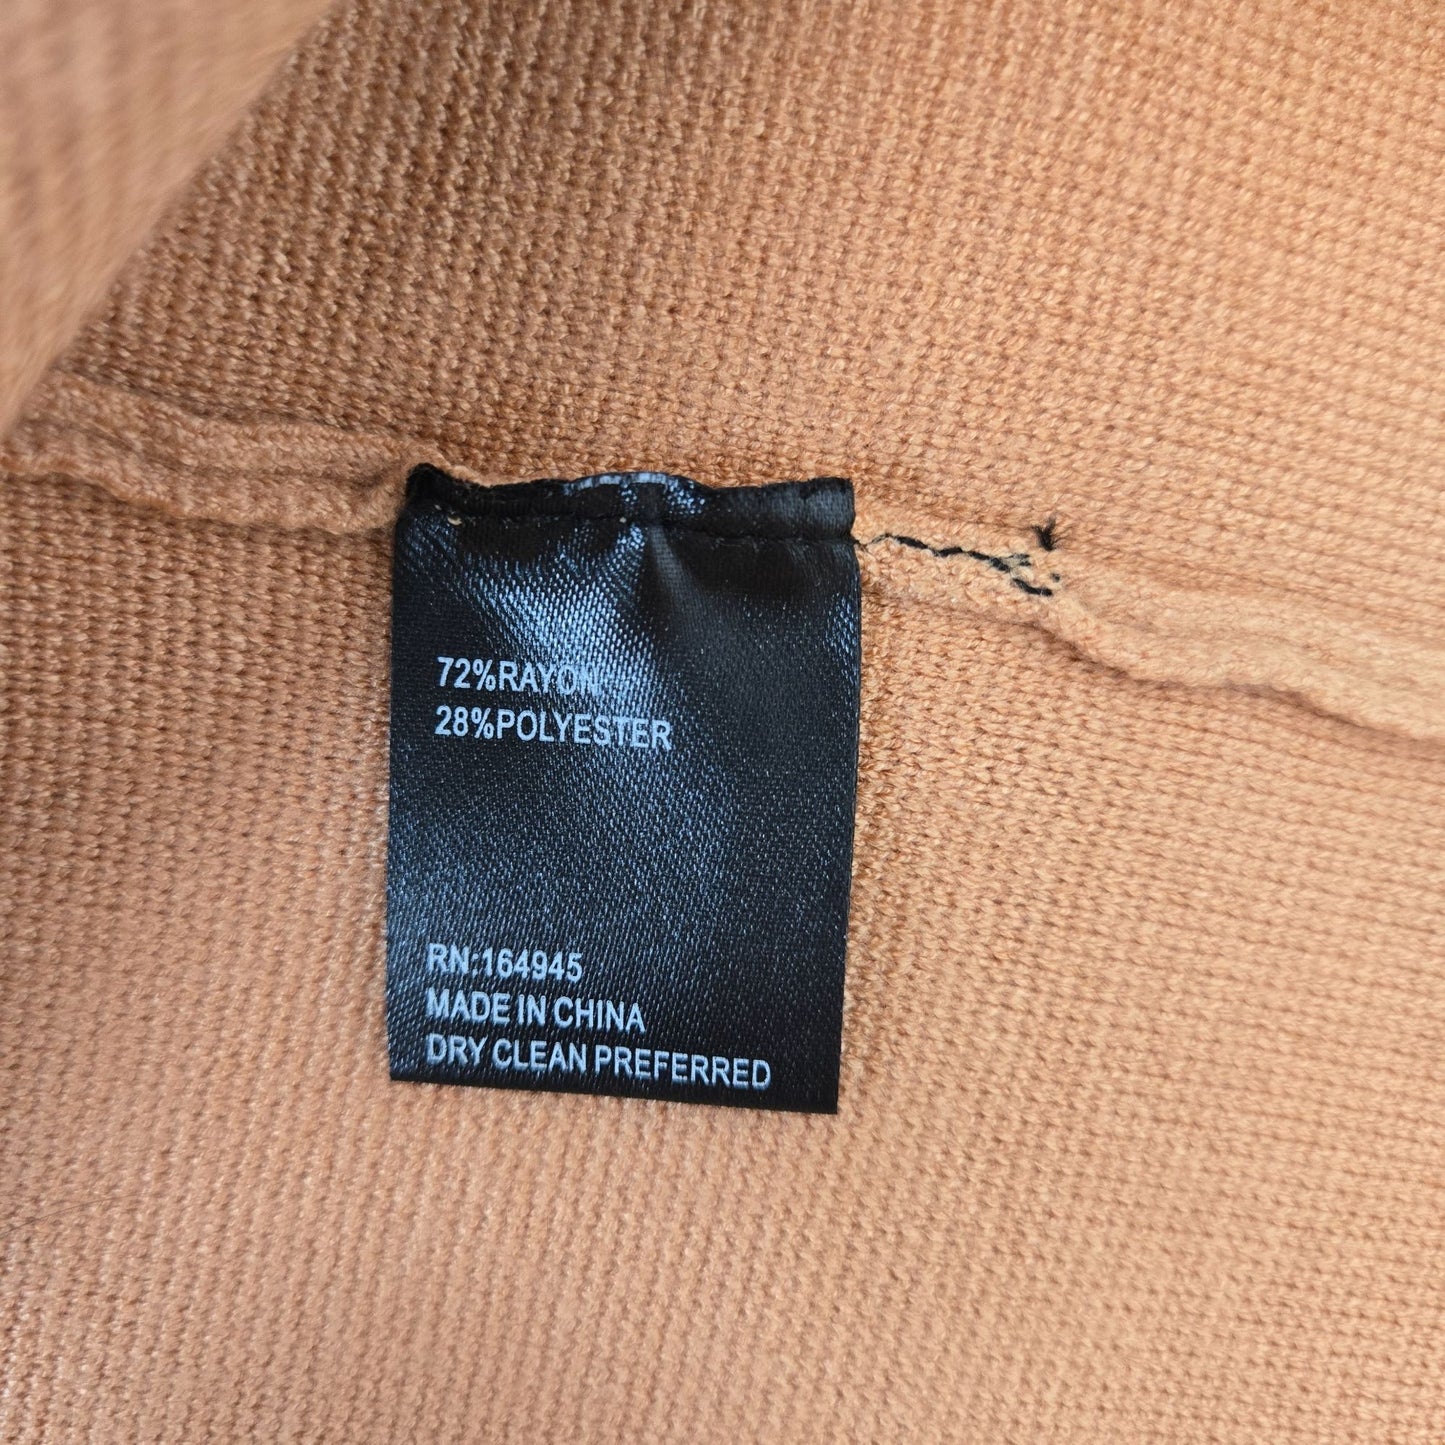 72%RAYON
28%POLYESTER
RN:164945
MADE IN CHINA
DRY CLEAN PREFERRED